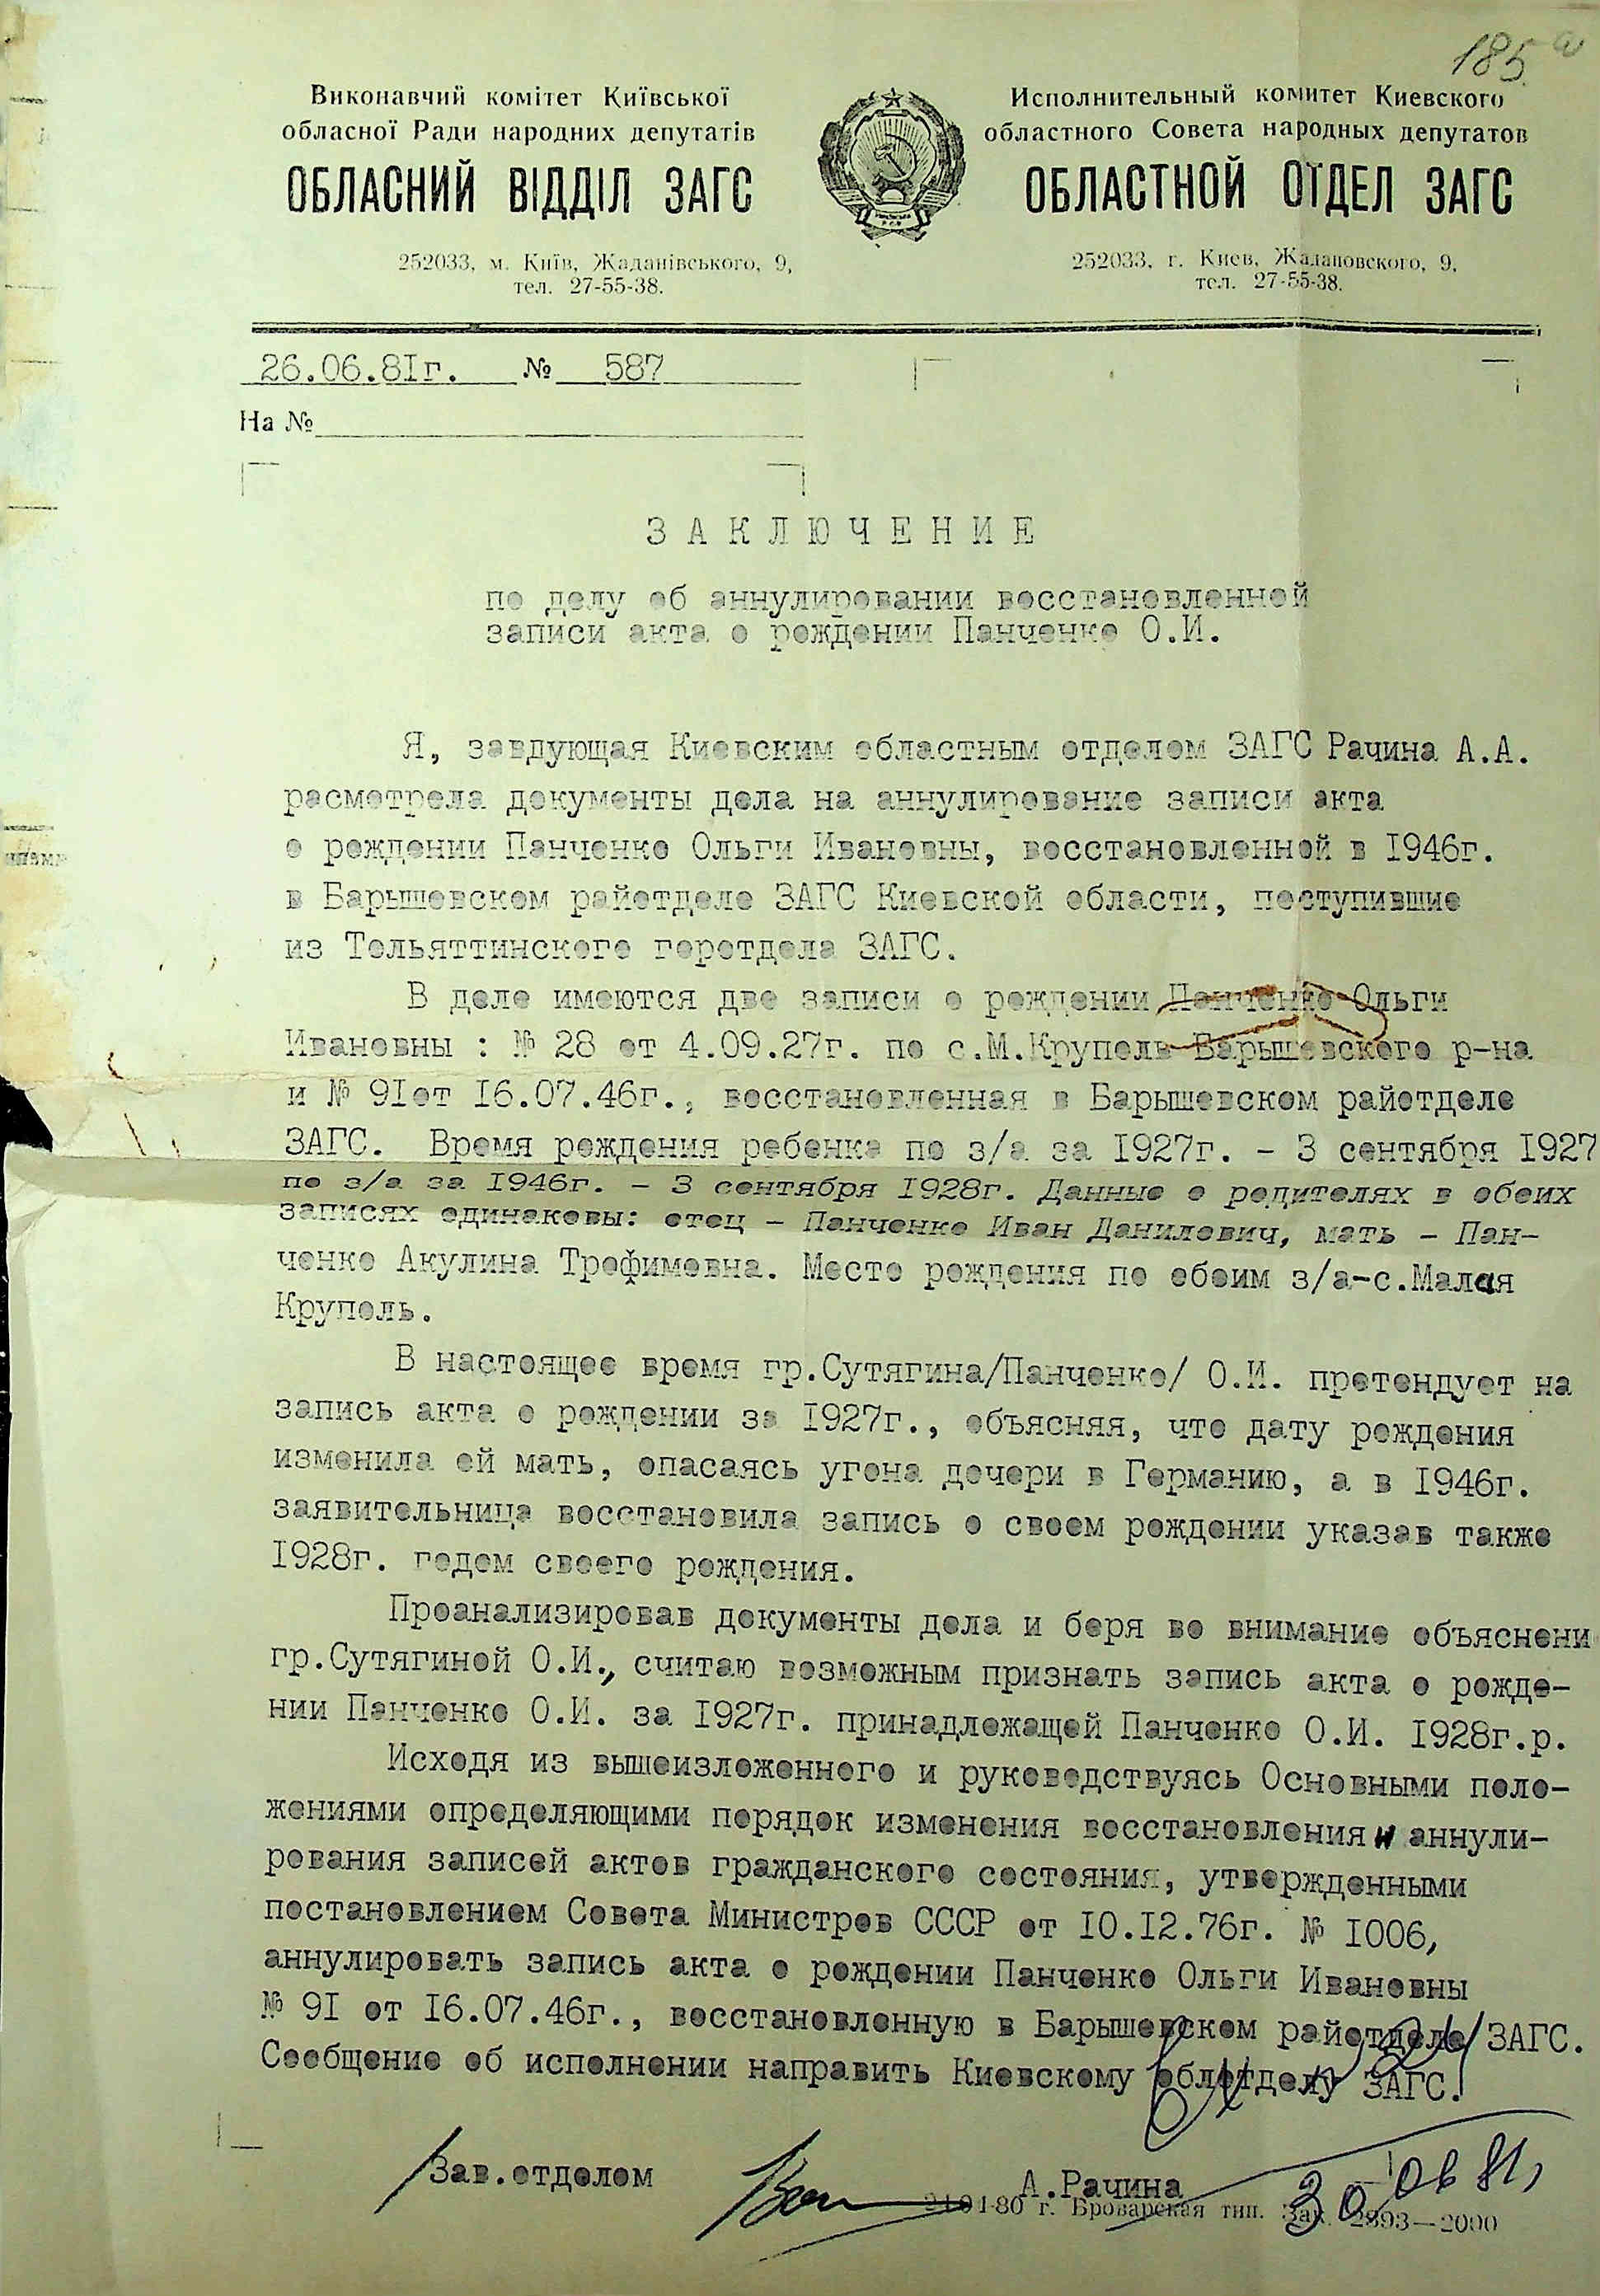 185
Виконавчий комітет Київської
обласної Ради народних депутатів
ОБЛАСНИЙ ВІДДІЛ ЗАГС
252033, м. Київ, Жаданівського, 9,
тел. 27-55-38.
Исполнительный комитет Киевского
областного Совета народных депутатов
ОБЛАСТНОЙ ОТДЕЛ ЗАГС
252033, г. Киев, Жадановского, 9,
тел. 27-55-38.
26.06.81г. № 587
На №
ЗАКЛЮЧЕНИЕ
по делу об аннулировании восстановленной
записи акта о рождении Панченко О.И.
Я, завдующая Киевским областным отделом ЗАГС Рачина А.А.
расмотрела документы дела на аннулирование записи акта
о рождении Панченко Ольги Ивановны, восстановленной в 1946г.
в Барышевском райотделе ЗАГС Киевской области, поступившие
из Тольяттинского горотдела ЗАГС.
В деле имеются две записи о рождении Панченко Ольги
Ивановны : № 28 от 4.09.27г. по с.М.Круполь Барышевского р-на
и № 91от 16.07.46г., восстановленная в Барышевском райотделе
ЗАГС. Время рождения ребенка по з/а за 1927г. - 3 сентября 1927
по з/а за 1946г. - 3 сентября 1928г. Данные о родителях в обеих
записях одинаковы: отец - Панченко Иван Данилович, мать - Пан-
ченко Акулина Трофимовна. Место рождения по обоим з/а-с.Малая
Круполь.
В настоящее время гр.Сутягина/Панченко/ О.И. претендует на
запись акта о рождении за 1927г., объясняя, что дату рождения
изменила ей мать, опасаясь угона дочери в Германию, а в 1946г.
заявительница восстановила запись о своем рождении указав также
1928г. годом своего рождения.
Проанализировав документы дела и беря во внимание объяснени
гр.Сутягиной О.И., считаю возможным признать запись акта о рожде-
нии Панченко О.И. за 1927г. принадлежащей Панченко О.И. 1928г.р.
Исходя из вышеизложенного и руководствуясь Основными поло-
жениями определяющими порядок изменения восстановления и аннули-
рования записей актов гражданского состояния, утвержденными
постановлением Совета Министров СССР от 10.12.76г. № 1006,
аннулировать запись акта о рождении Панченко Ольги Ивановны
№ 91 от 16.07.46г., восстановленную в Барышевском райотделе ЗАГС.
Сообщение об исполнении направить Киевскому облотделу ЗАГС.
Зав.отделом А.Рачина
30 06 81
80 г. Броварская тип. Зак. 2893—2000